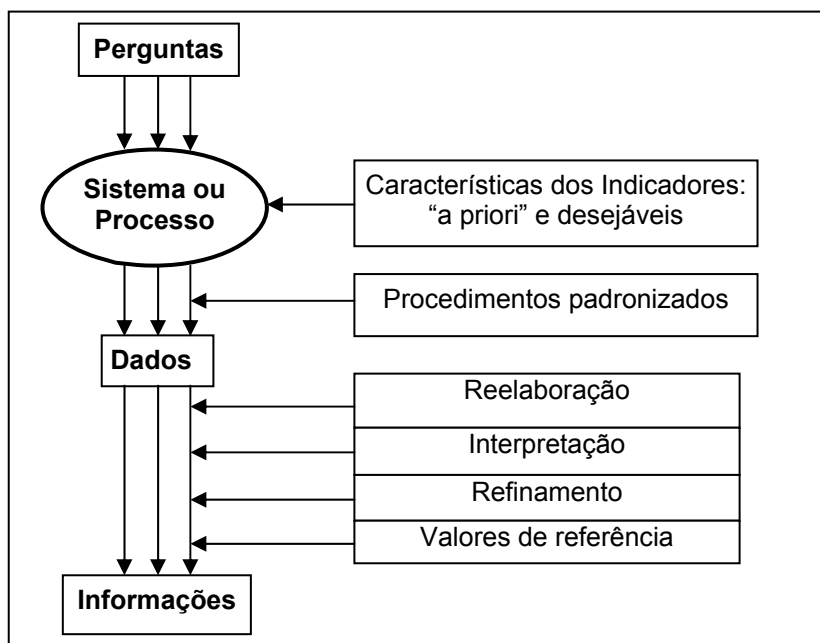 Perguntas
Sistema ou
Processo
Características dos Indicadores:
“a priori” e desejáveis
Procedimentos padronizados
Dados
Reelaboração
Interpretação
Refinamento
Valores de referência
Informações